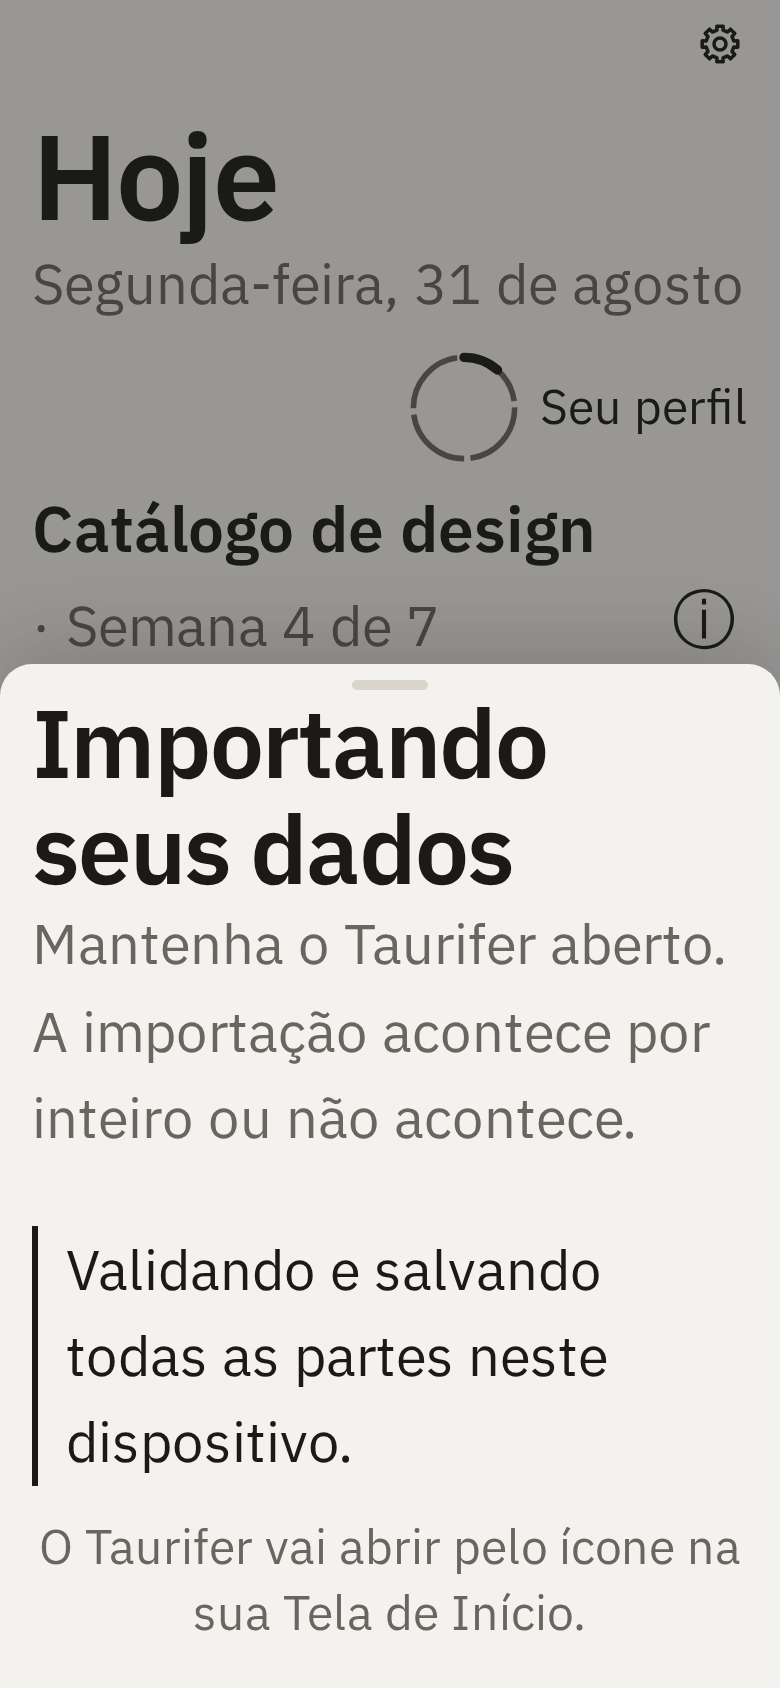 Hoje
Segunda-feira, 31 de agosto
Seu perfil
Catálogo de design
· Semana 4 de 7
Importando
seus dados
Mantenha o Taurifer aberto.
A importação acontece por
inteiro ou não acontece.
Validando e salvando
todas as partes neste
dispositivo.
O Taurifer vai abrir pelo ícone na
sua Tela de Início.